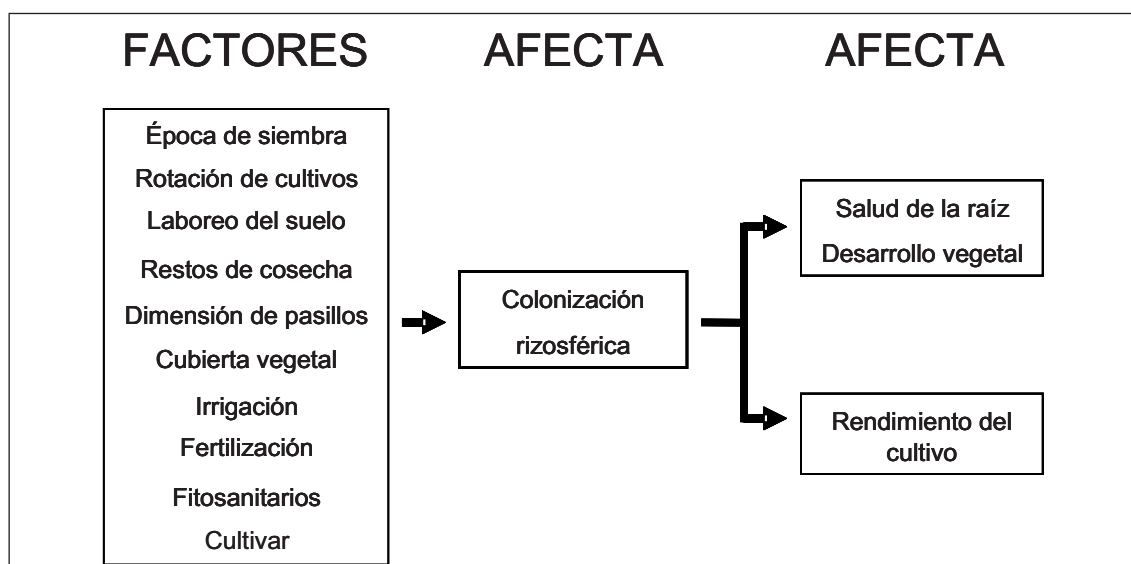 FACTORES
AFECTA
AFECTA
Época de siembra
Rotación de cultivos
Laboreo del suelo
Restos de cosecha
Dimensión de pasillos
Cubierta vegetal
Irrigación
Fertilización
Fitosanitarios
Cultivar
Colonización
rizosférica
Salud de la raíz
Desarrollo vegetal
Rendimiento del
cultivo